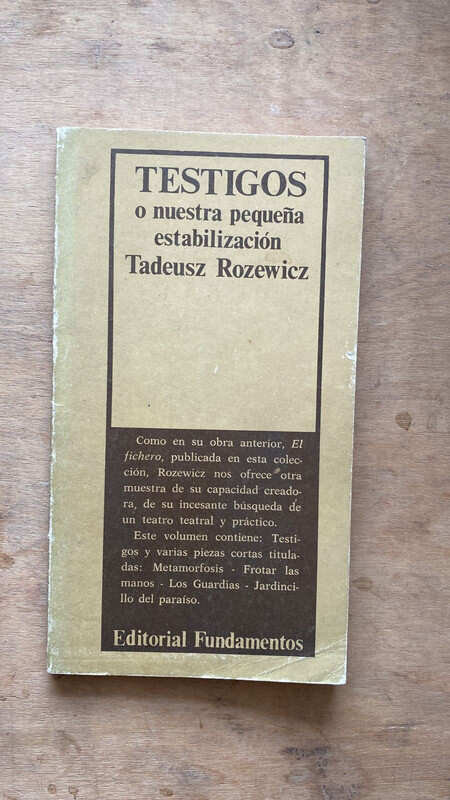 TESTIGOS
o nuestra pequeña
estabilización
Tadeusz Rozewicz
Como en su obra anterior, El
fichero, publicada en esta colec-
ción, Rozewicz nos ofrece otra
muestra de su capacidad creado-
ra, de su incesante búsqueda de
un teatro teatral y práctico.
Este volumen contiene: Testi-
gos y varias piezas cortas titula-
das: Metamorfosis - Frotar las
manos - Los Guardias - Jardinci-
llo del paraíso.
Editorial Fundamentos